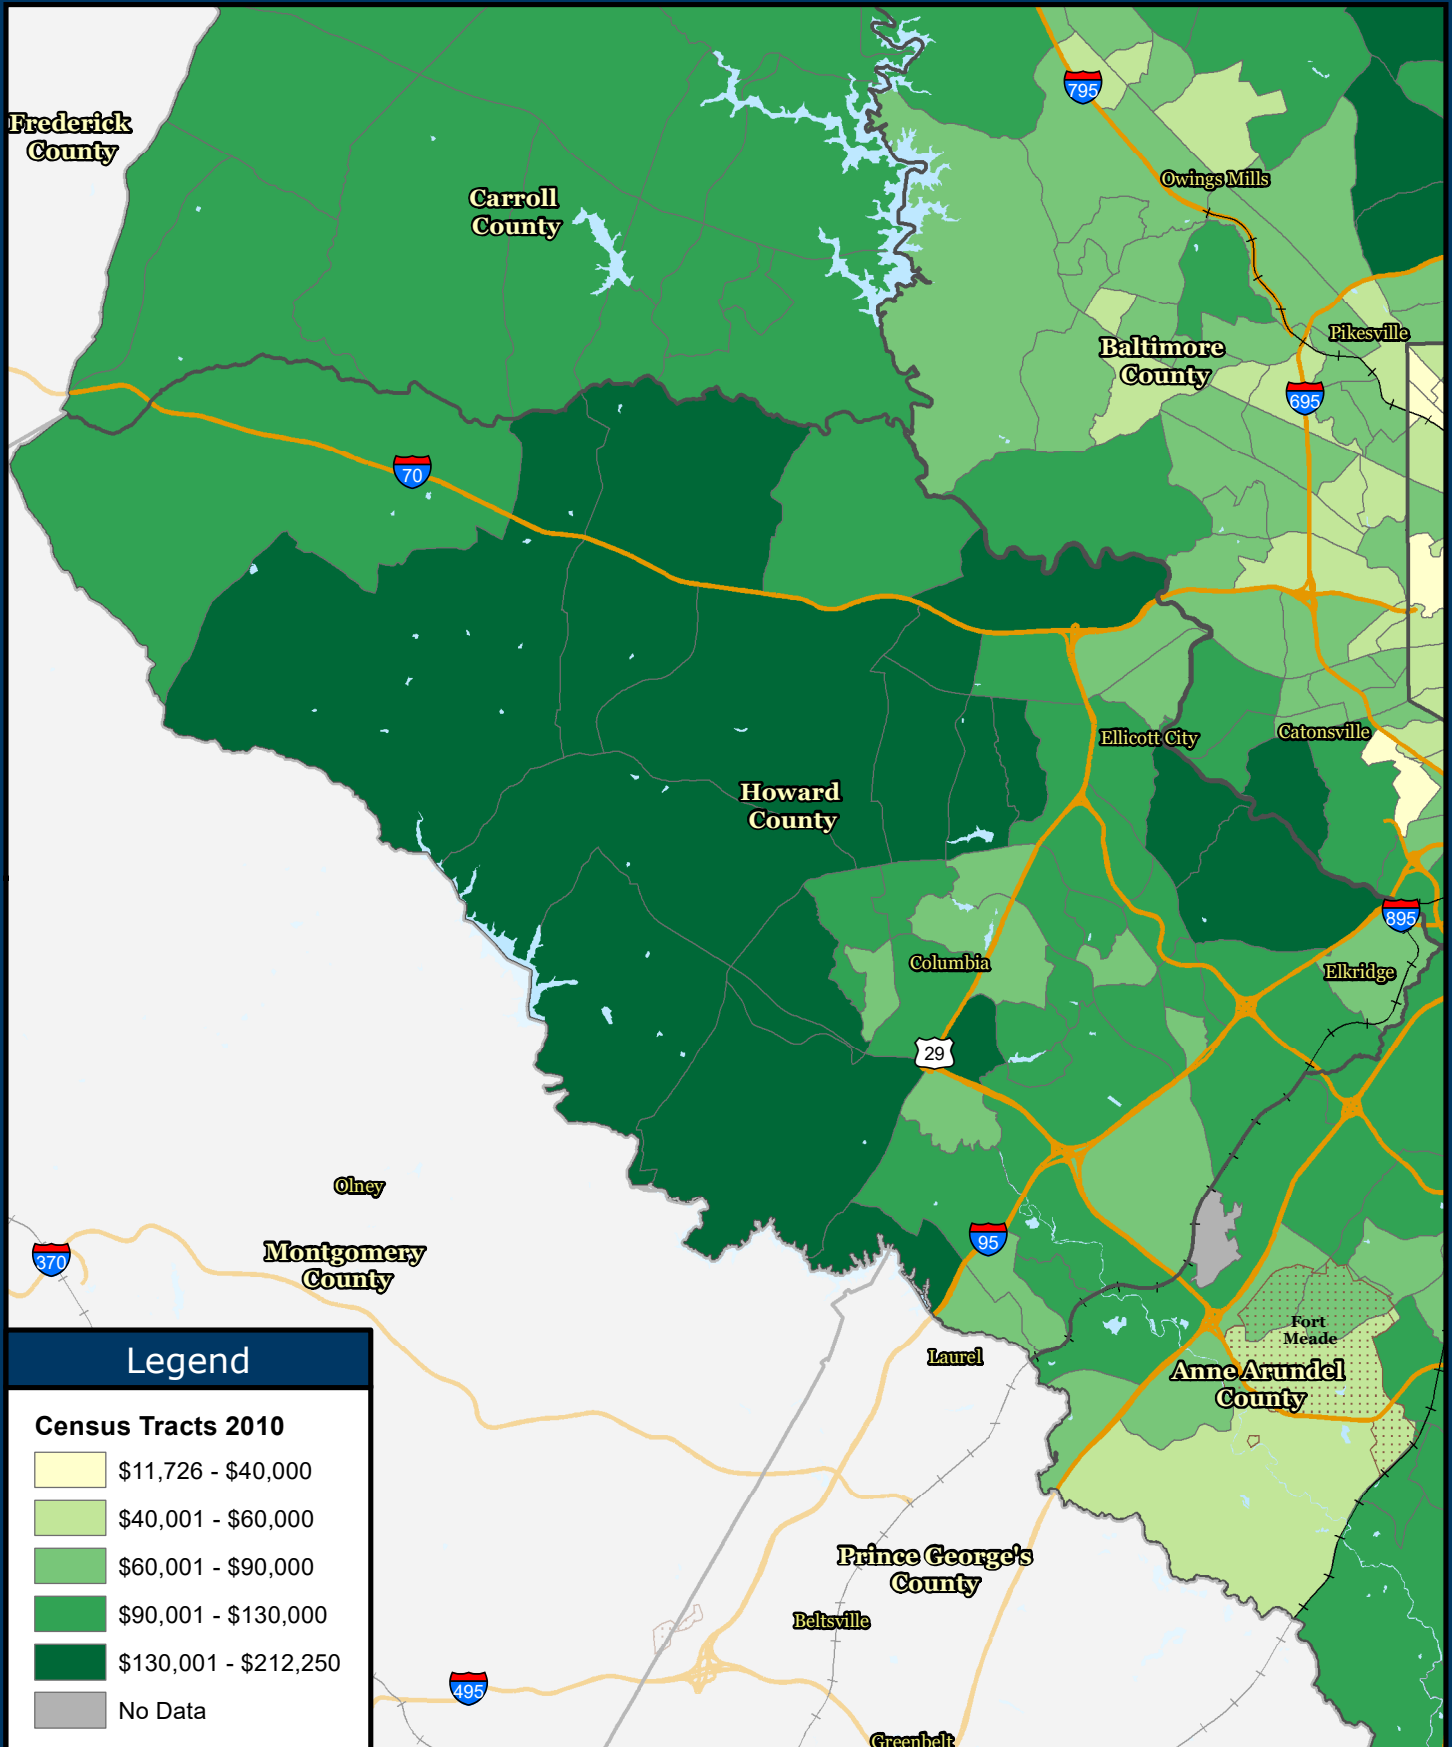 795
Frederick
County
Owings Mills
Carroll
County
Pikesville
Baltimore
County
695
70
Ellicott City
Catonsville
Howard
County
895
Columbia
Elkridge
29
Olney
95
Montgomery
County
370
Fort
Meade
Laurel
Anne Arundel
County
Prince George's
County
Beltsville
495
Greenbelt
Legend
Census Tracts 2010
$11,726 - $40,000
$40,001 - $60,000
$60,001 - $90,000
$90,001 - $130,000
$130,001 - $212,250
No Data